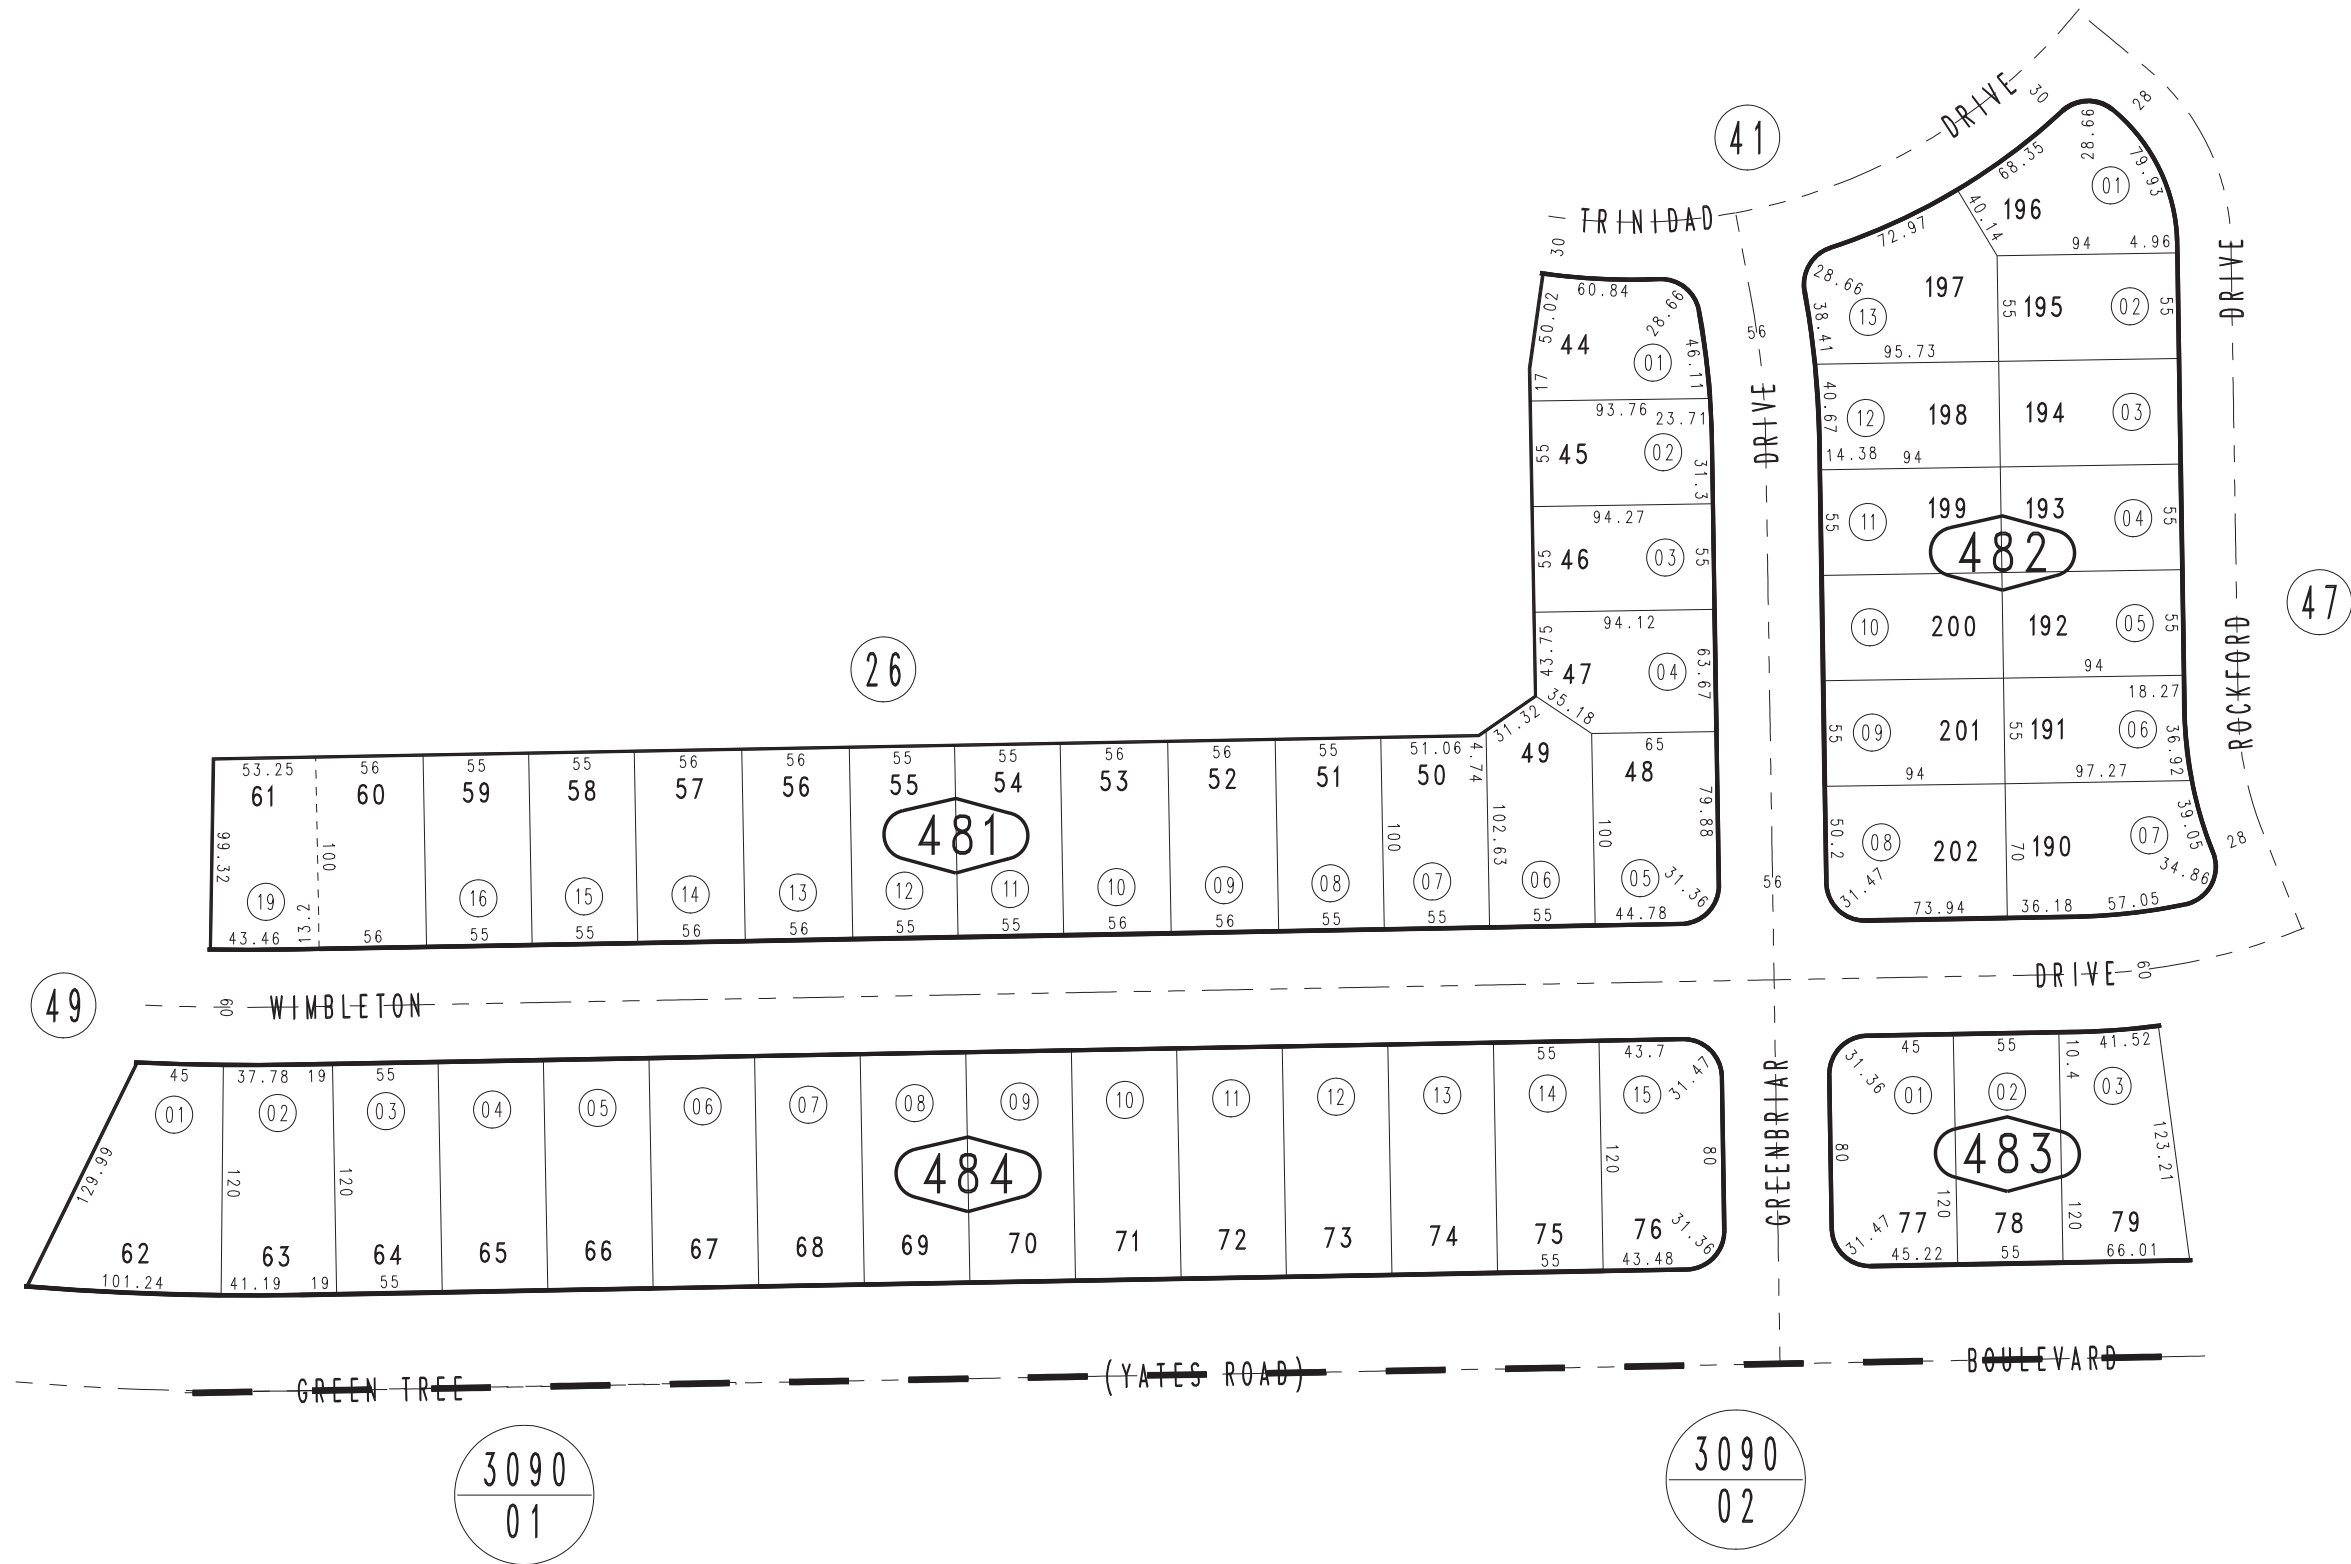 41
TRINIDAD DRIVE
30
30
28
28.66
79.93
68.35
01
196
40.14
94 4.96
72.97
197
28.66
38.41
13
95.73
55 195 02 55
60.84
50.02
28.66
44
01
46.11
17
56
DRIVE
ROCKFORD DRIVE
93.76 23.71
55 45 02 31.3
40.67 12 198
14.38 94
194 03
94.27
55 46 03 55
55 11 199
193 04 55
482
47
94.12
43.75
47 04 63.67
35.18
10 200
192 05 55
94
26
31.32
55 09 201
94
55 191
18.27
06
36.92
97.27
53.25 56 55 55 56 56 55 55 56 56 55 51.06 4.74 65
61 60 59 58 57 56 55 54 53 52 51 50 49 48
481
99.32 100 100 102.63 100 79.88
19 16 15 14 13 12 11 10 09 08 07 06 05
31.36
43.46 13.2 56 55 55 56 56 55 55 56 56 55 55 55 44.78
50.2 08 202
31.47
73.94
70 190 07
39.05
34.86
36.18 57.05
28
56
49
60 WIMBLETON DRIVE 60
45 37.78 19 55 55 43.7
31.47
01 02 03 04 05 06 07 08 09 10 11 12 13 14 15
129.99 120 120 120 80
484
62 63 64 65 66 67 68 69 70 71 72 73 74 75 76
31.36
101.24 41.19 19 55 55 43.48
GREENBRIAR
45 55 10.4 41.52
31.36
01 02 03
80
483
123.21
120 120
31.47
77 78 79
45.22 55 66.01
GREEN TREE (YATES ROAD) BOULEVARD
3090
01
3090
02